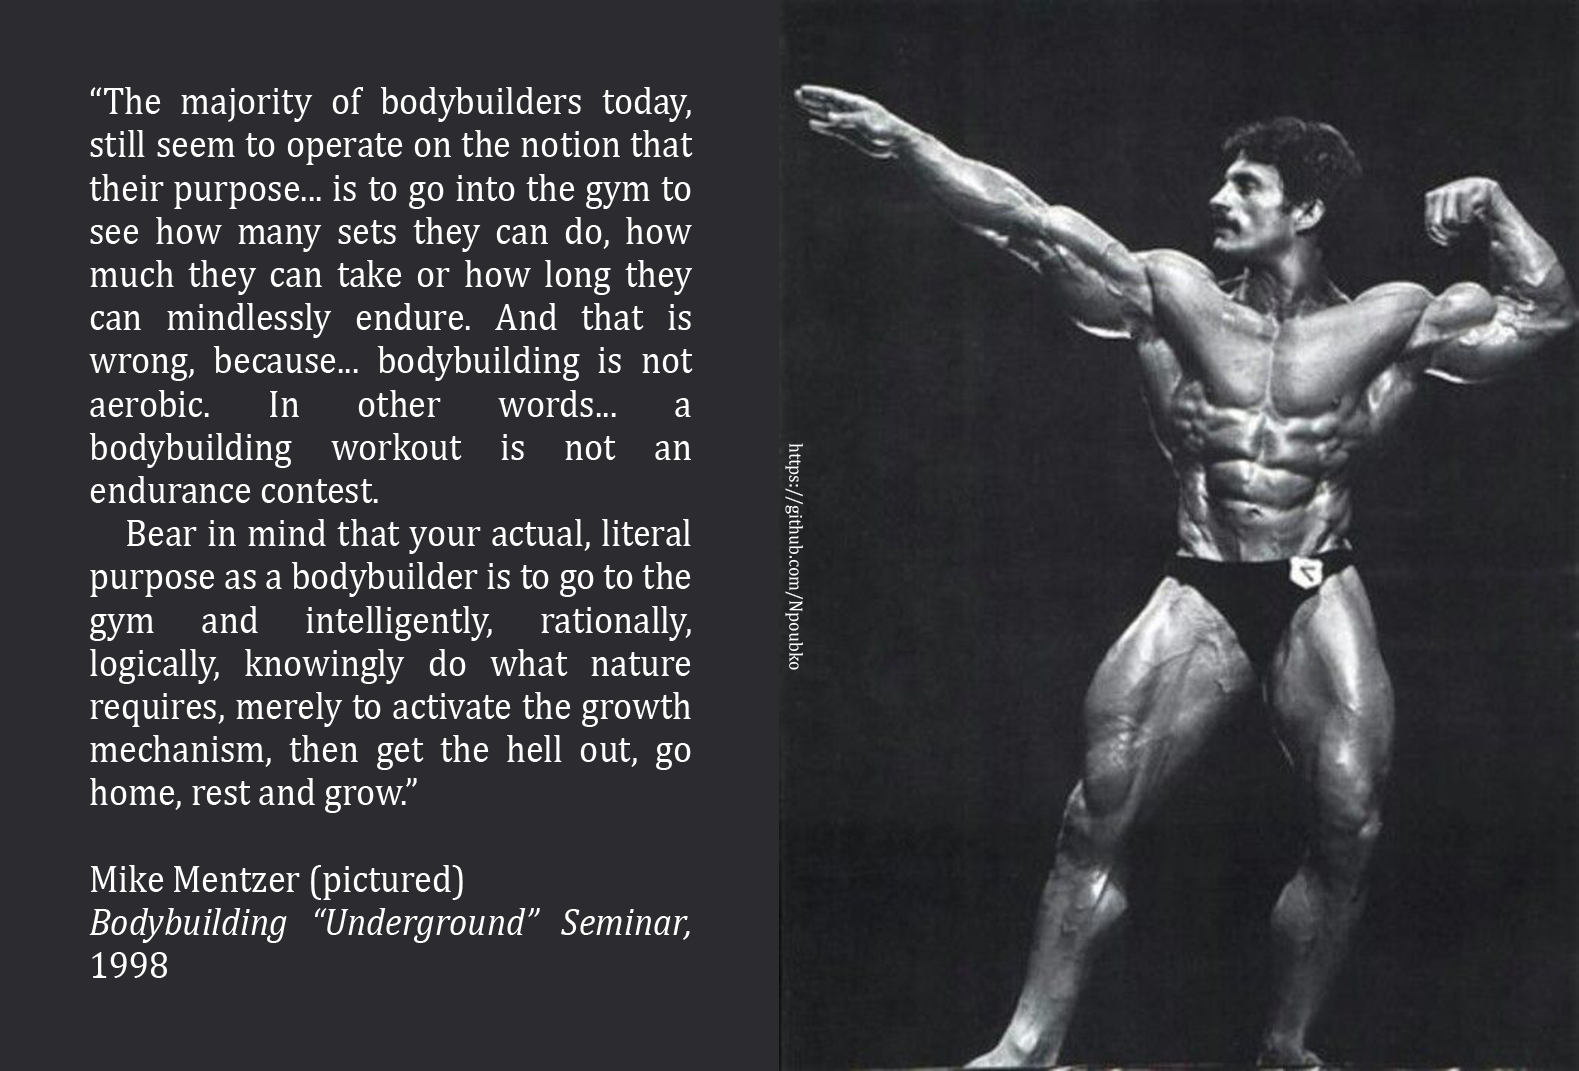 “The majority of bodybuilders today,
still seem to operate on the notion that
their purpose... is to go into the gym to
see how many sets they can do, how
much they can take or how long they
can mindlessly endure. And that is
wrong, because... bodybuilding is not
aerobic. In other words... a
bodybuilding workout is not an
endurance contest.
Bear in mind that your actual, literal
purpose as a bodybuilder is to go to the
gym and intelligently, rationally,
logically, knowingly do what nature
requires, merely to activate the growth
mechanism, then get the hell out, go
home, rest and grow.”
Mike Mentzer (pictured)
Bodybuilding “Underground” Seminar,
1998
https://github.com/Npoubko
7